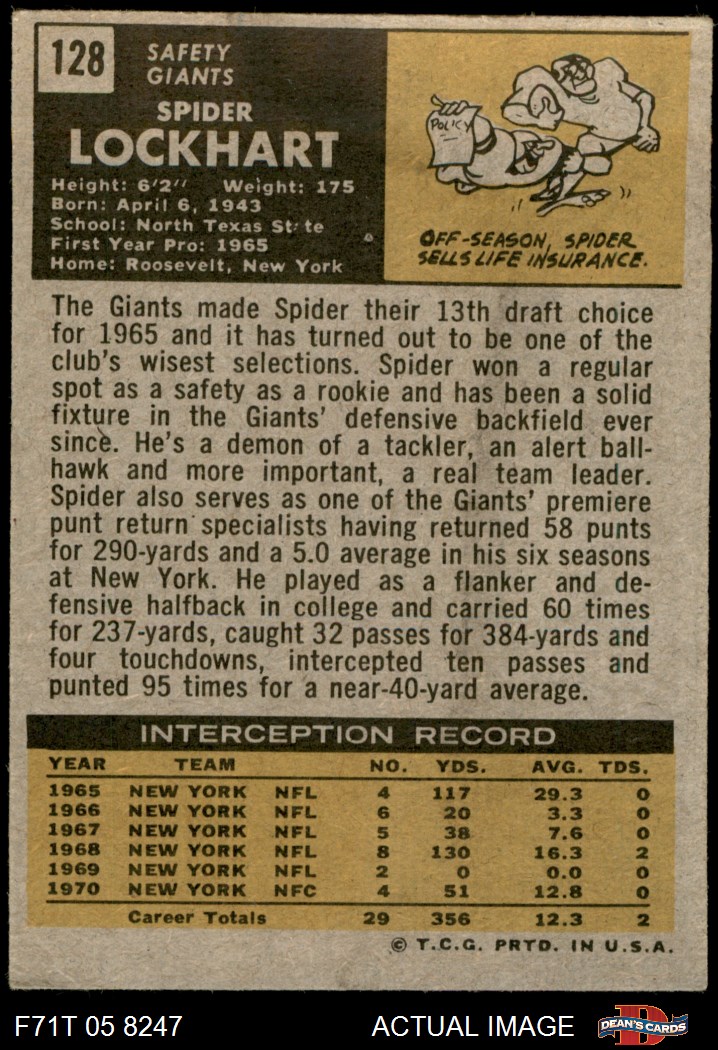 128
SAFETY
GIANTS
SPIDER
LOCKHART
Height: 6'2" Weight: 175
Born: April 6, 1943
School: North Texas State
First Year Pro: 1965
Home: Roosevelt, New York
POLICY
OFF-SEASON, SPIDER
SELLS LIFE INSURANCE.
The Giants made Spider their 13th draft choice
for 1965 and it has turned out to be one of the
club's wisest selections. Spider won a regular
spot as a safety as a rookie and has been a solid
fixture in the Giants' defensive backfield ever
since. He's a demon of a tackler, an alert ball-
hawk and more important, a real team leader.
Spider also serves as one of the Giants' premiere
punt return specialists having returned 58 punts
for 290-yards and a 5.0 average in his six seasons
at New York. He played as a flanker and de-
fensive halfback in college and carried 60 times
for 237-yards, caught 32 passes for 384-yards and
four touchdowns, intercepted ten passes and
punted 95 times for a near-40-yard average.
INTERCEPTION RECORD
YEAR TEAM NO. YDS. AVG. TDS.
1965 NEW YORK NFL 4 117 29.3 0
1966 NEW YORK NFL 6 20 3.3 0
1967 NEW YORK NFL 5 38 7.6 0
1968 NEW YORK NFL 8 130 16.3 2
1969 NEW YORK NFL 2 0 0.0 0
1970 NEW YORK NFC 4 51 12.8 0
Career Totals 29 356 12.3 2
© T.C.G. PRTD. IN U.S.A.
F71T 05 8247 ACTUAL IMAGE D DEAN'S CARDS